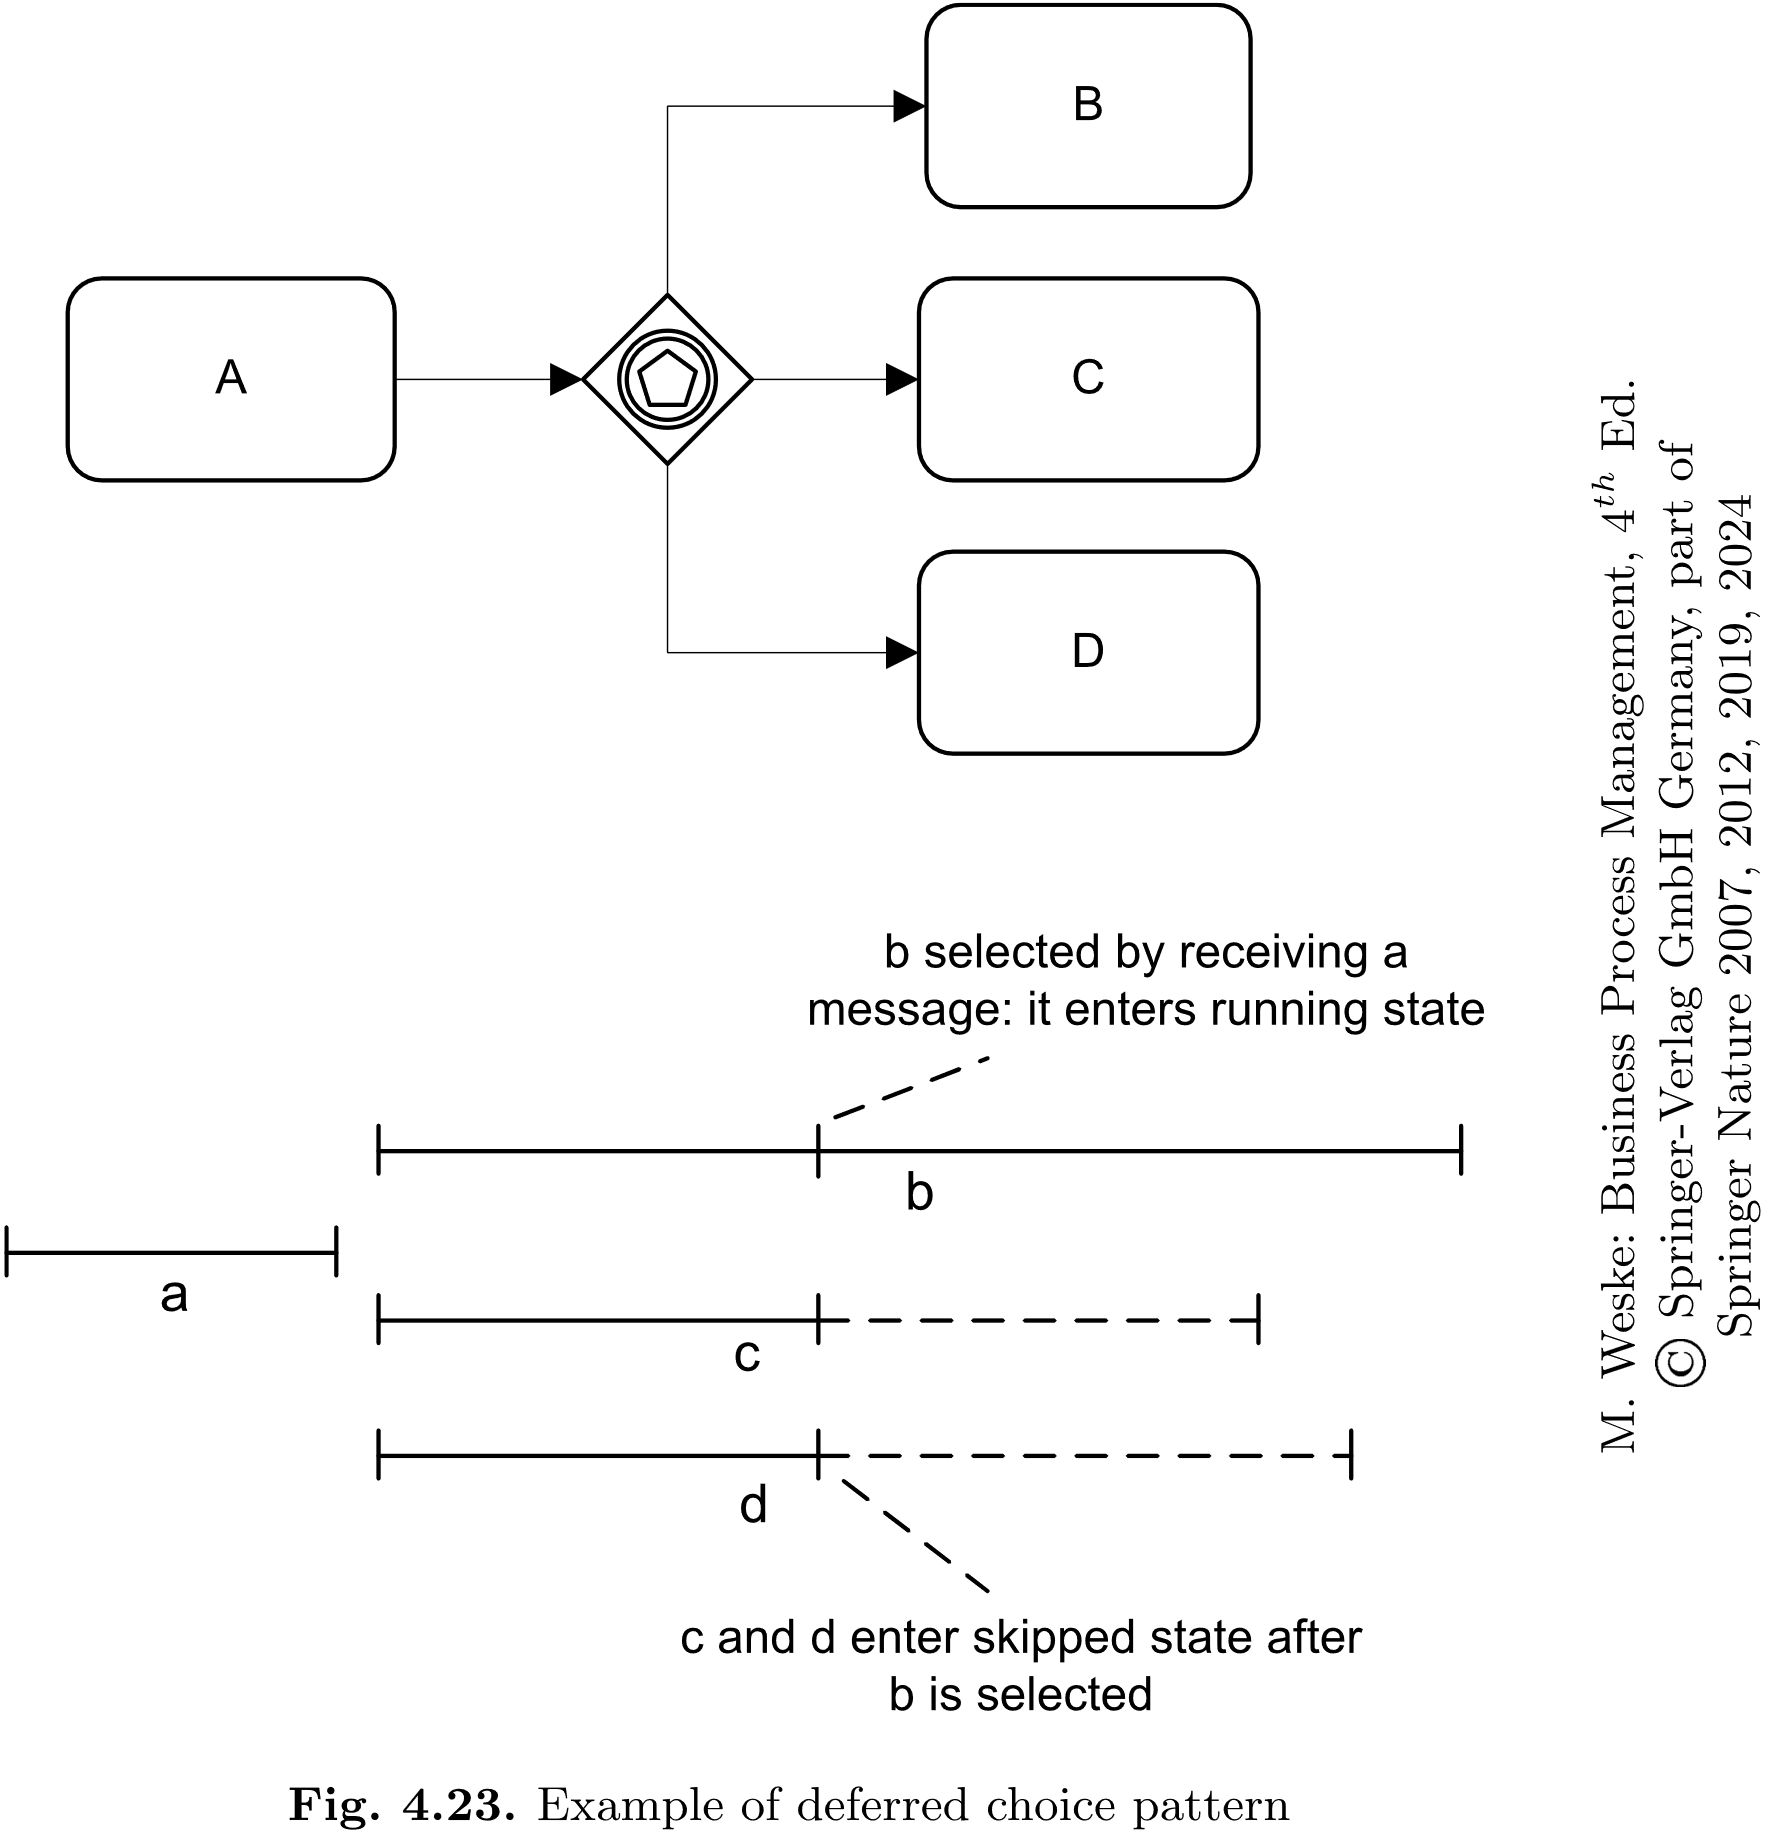 B
A
C
D
b selected by receiving a
message: it enters running state
b
a
c
d
c and d enter skipped state after
b is selected
Fig. 4.23. Example of deferred choice pattern
M. Weske: Business Process Management, 4th Ed.
© Springer-Verlag GmbH Germany, part of
Springer Nature 2007, 2012, 2019, 2024